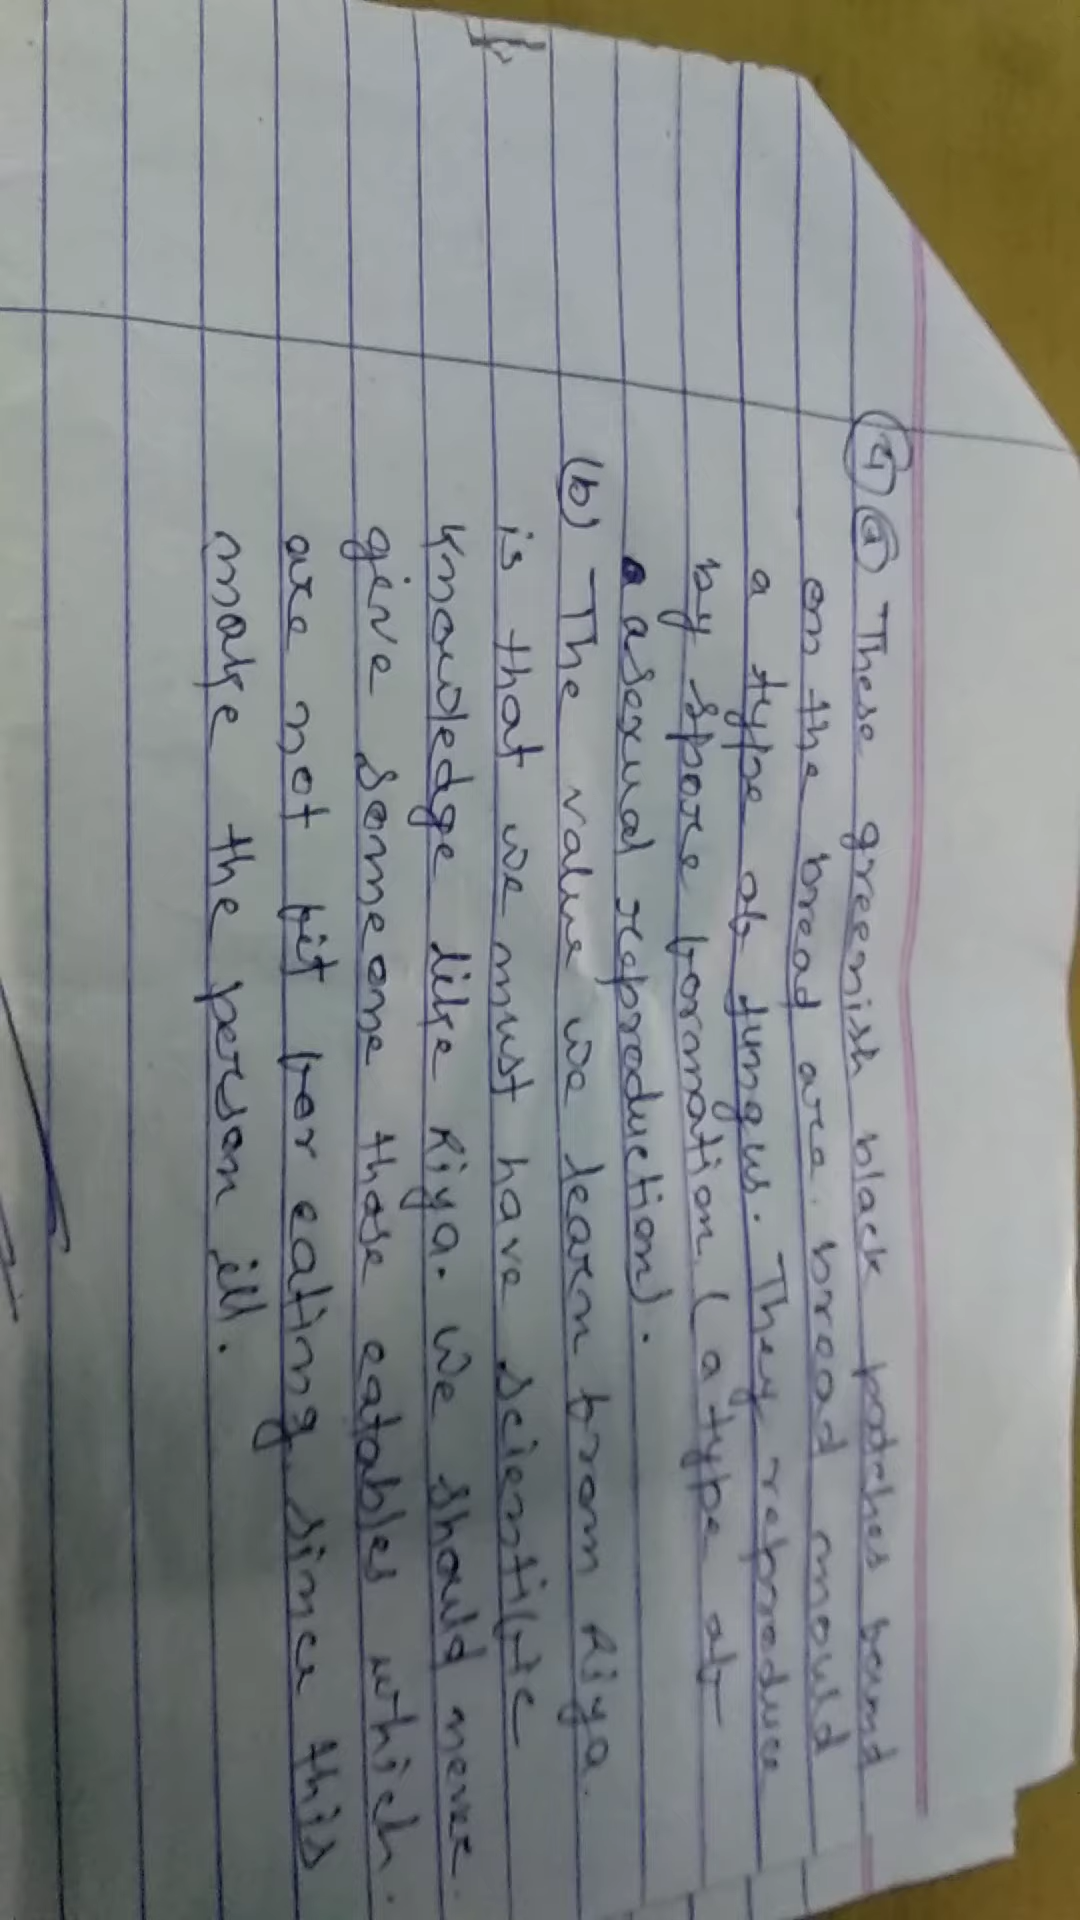 4) a) These greenish black patches found
on the bread are. bread mould
a type of fungus. They reproduce
by spore formation (a type of
asexual reproduction).
(b) The value we learn from Riya.
is that we must have scientific
knowledge like Riya. We should never
give someone those eatables which.
are not fit for eating, since this
make the person ill.